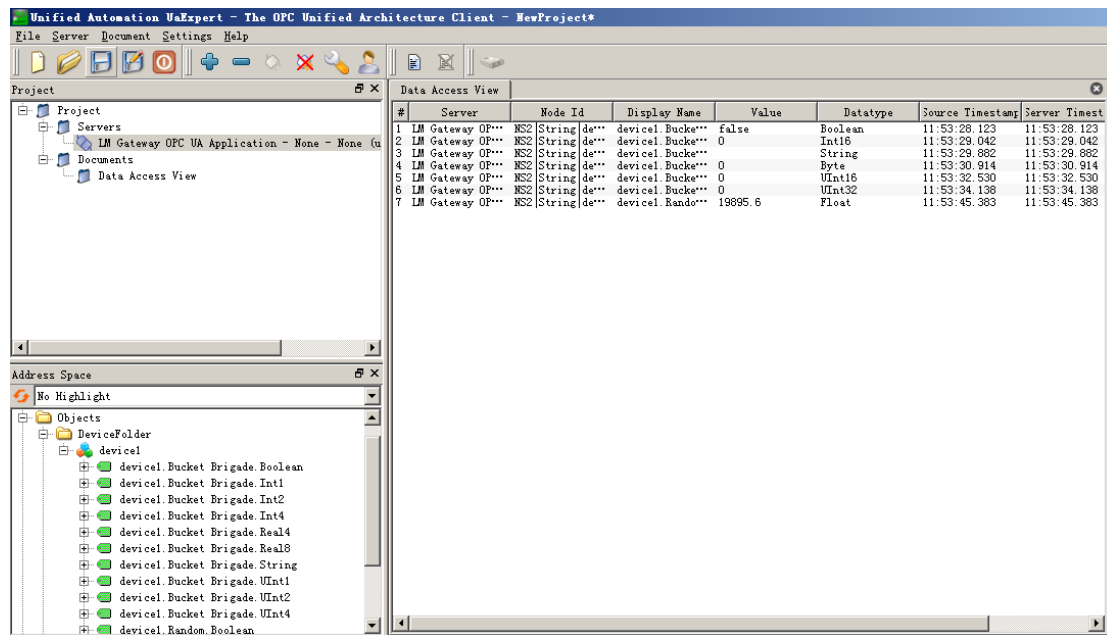 Unified Automation UaExpert - The OPC Unified Architecture Client - NewProject*
File Server Document Settings Help
Project
Project
Servers
LM Gateway OPC UA Application - None - None (u
Documents
Data Access View
Address Space
No Highlight
Objects
DeviceFolder
device1
device1.Bucket Brigade.Boolean
device1.Bucket Brigade.Int1
device1.Bucket Brigade.Int2
device1.Bucket Brigade.Int4
device1.Bucket Brigade.Real4
device1.Bucket Brigade.Real8
device1.Bucket Brigade.String
device1.Bucket Brigade.UInt1
device1.Bucket Brigade.UInt2
device1.Bucket Brigade.UInt4
device1.Random.Boolean
Data Access View
# Server Node Id Display Name Value Datatype Source Timestamp Server Timest
1 LM Gateway OP... NS2|String|de... device1.Bucke... false Boolean 11:53:28.123 11:53:28.123
2 LM Gateway OP... NS2|String|de... device1.Bucke... 0 Int16 11:53:29.042 11:53:29.042
3 LM Gateway OP... NS2|String|de... device1.Bucke... String 11:53:29.882 11:53:29.882
4 LM Gateway OP... NS2|String|de... device1.Bucke... 0 Byte 11:53:30.914 11:53:30.914
5 LM Gateway OP... NS2|String|de... device1.Bucke... 0 UInt16 11:53:32.530 11:53:32.530
6 LM Gateway OP... NS2|String|de... device1.Bucke... 0 UInt32 11:53:34.138 11:53:34.138
7 LM Gateway OP... NS2|String|de... device1.Rando... 19895.6 Float 11:53:45.383 11:53:45.383